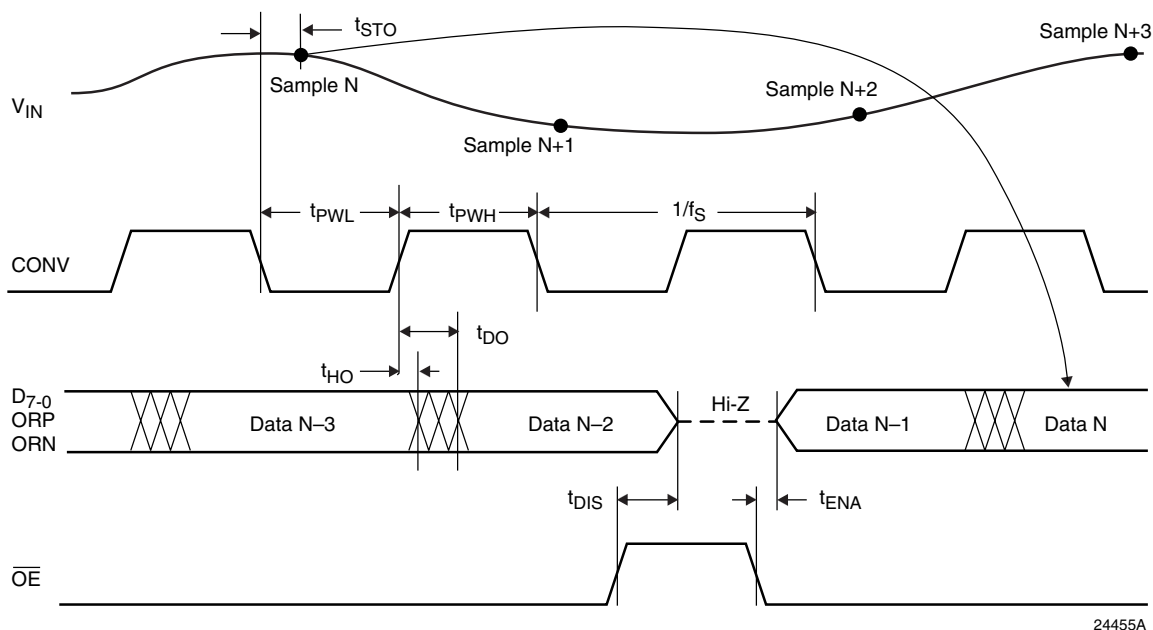 tSTO
Sample N+3
Sample N
Sample N+2
VIN
Sample N+1
tPWL
tPWH
1/fS
CONV
tDO
tHO
D7-0
ORP
ORN
Hi-Z
Data N–3
Data N–2
Data N–1
Data N
tDIS
tENA
OE
24455A